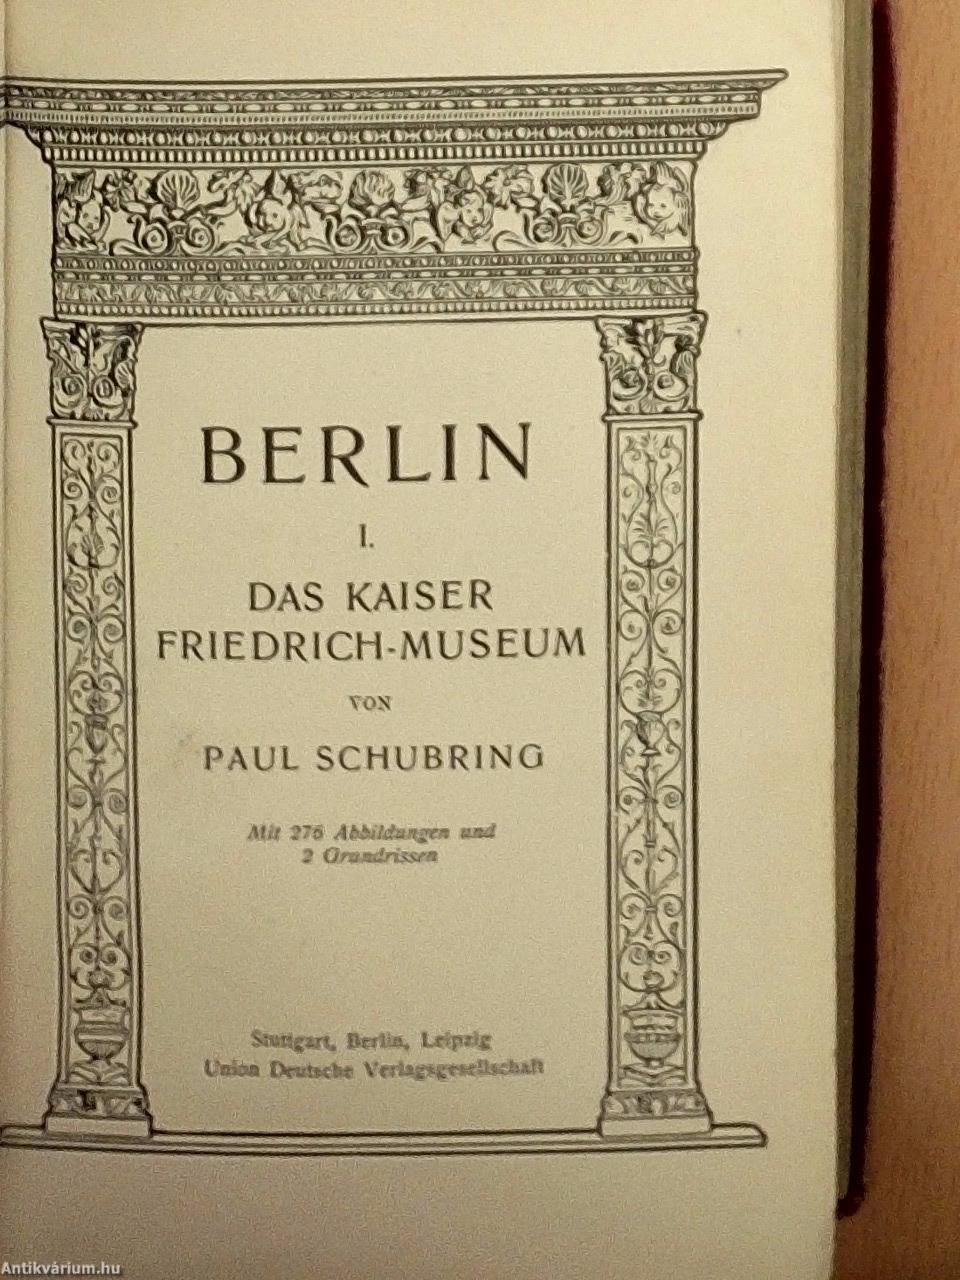 BERLIN
I.
DAS KAISER
FRIEDRICH-MUSEUM
VON
PAUL SCHUBRING
Mit 276 Abbildungen und
2 Grundrissen
Stuttgart, Berlin, Leipzig
Union Deutsche Verlagsgesellschaft
Antikvárium.hu